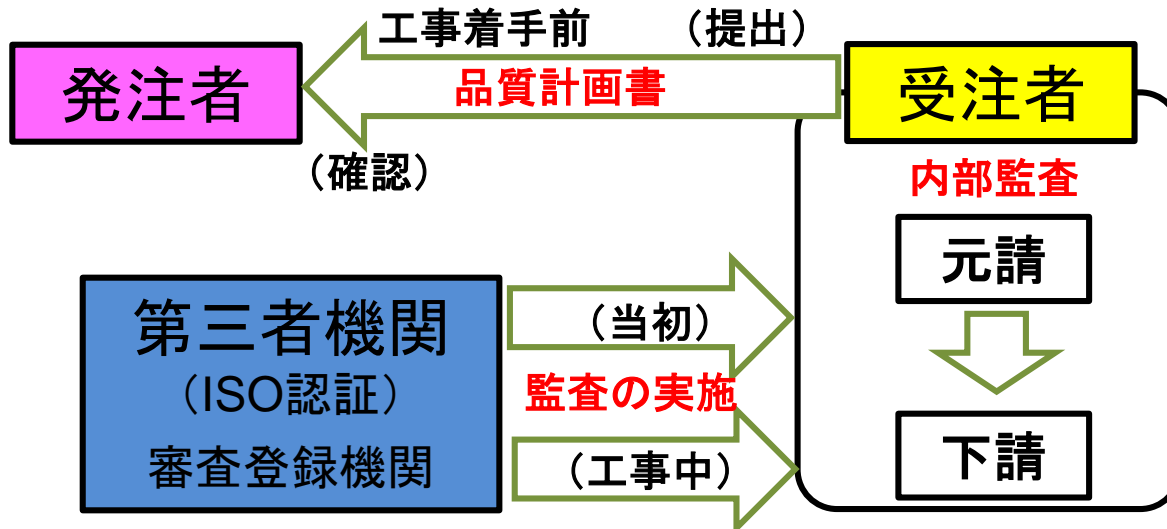 工事着手前 （提出）
発注者
品質計画書
受注者
（確認）
内部監査
元請
第三者機関
（ISO認証）
審査登録機関
（当初）
監査の実施
（工事中）
下請